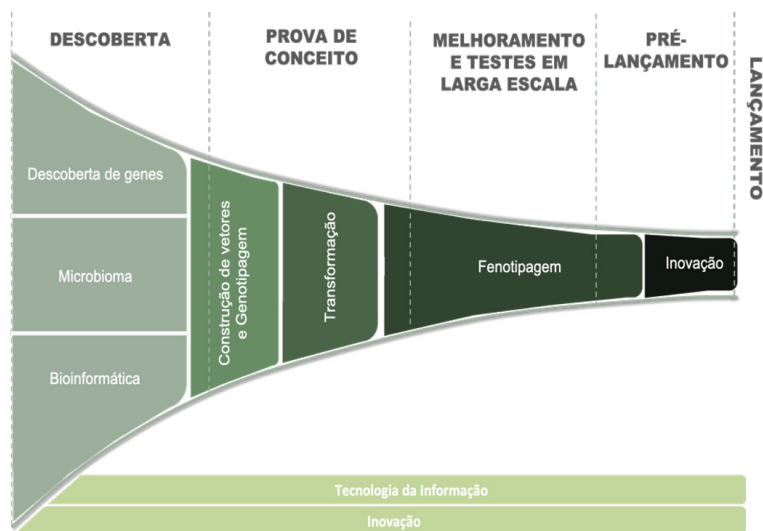 DESCOBERTA
PROVA DE
CONCEITO
MELHORAMENTO
E TESTES EM
LARGA ESCALA
PRÉ-
LANÇAMENTO
LANÇAMENTO
Descoberta de genes
Microbioma
Bioinformática
Construção de vetores
e Genotipagem
Transformação
Fenotipagem
Inovação
Tecnologia da Informação
Inovação